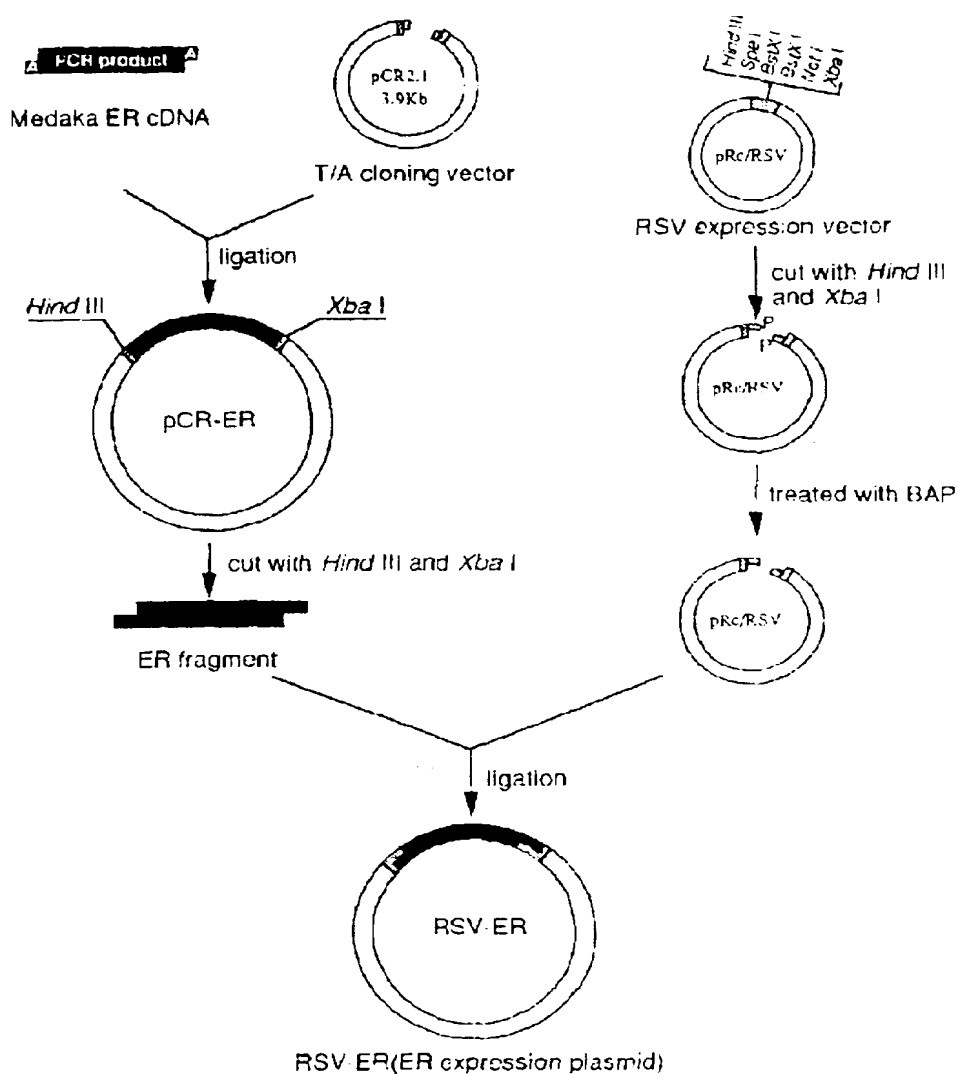 A PCR product A
Medaka ER cDNA
pCR2.1
3.9Kb
T/A cloning vector
Hind III
Spe I
BstX I
BstX I
Not I
Xba I
pRc/RSV
RSV expression vector
ligation
cut with Hind III
and Xba I
Hind III
Xba I
P
P
pRc/RSV
pCR-ER
treated with BAP
cut with Hind III and Xba I
pRc/RSV
ER fragment
ligation
RSV-ER
RSV-ER(ER expression plasmid)